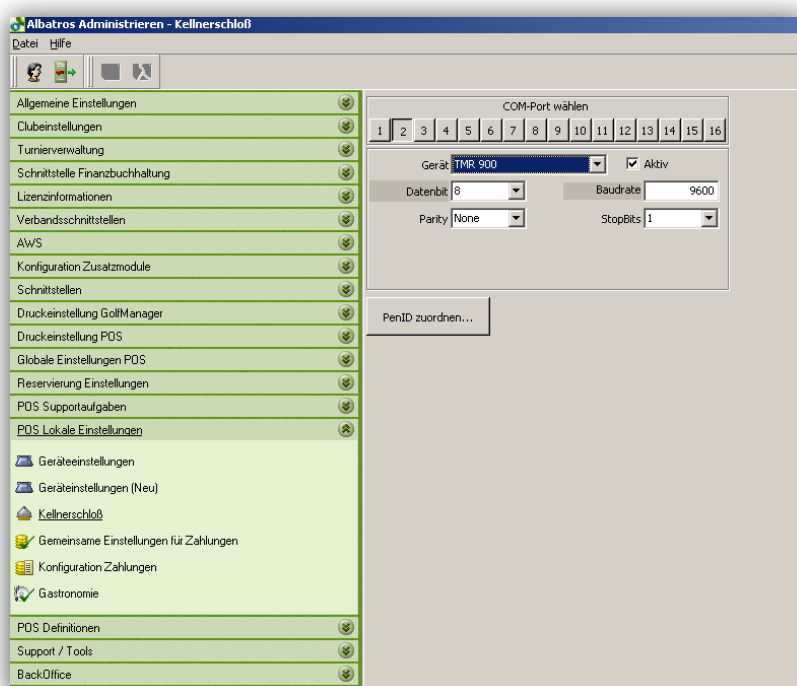 Albatros Administrieren - Kellnerschloß
Datei Hilfe
Allgemeine Einstellungen
Clubeinstellungen
Turnierverwaltung
Schnittstelle Finanzbuchhaltung
Lizenzinformationen
Verbandsschnittstellen
AWS
Konfiguration Zusatzmodule
Schnittstellen
Druckeinstellung GolfManager
Druckeinstellung POS
Globale Einstellungen POS
Reservierung Einstellungen
POS Supportaufgaben
POS Lokale Einstellungen
Geräteeinstellungen
Geräteinstellungen (Neu)
Kellnerschloß
Gemeinsame Einstellungen für Zahlungen
Konfiguration Zahlungen
Gastronomie
POS Definitionen
Support / Tools
BackOffice
COM-Port wählen
1 2 3 4 5 6 7 8 9 10 11 12 13 14 15 16
Gerät TMR 900 Aktiv
Datenbit 8 Baudrate 9600
Parity None StopBits 1
PenID zuordnen...